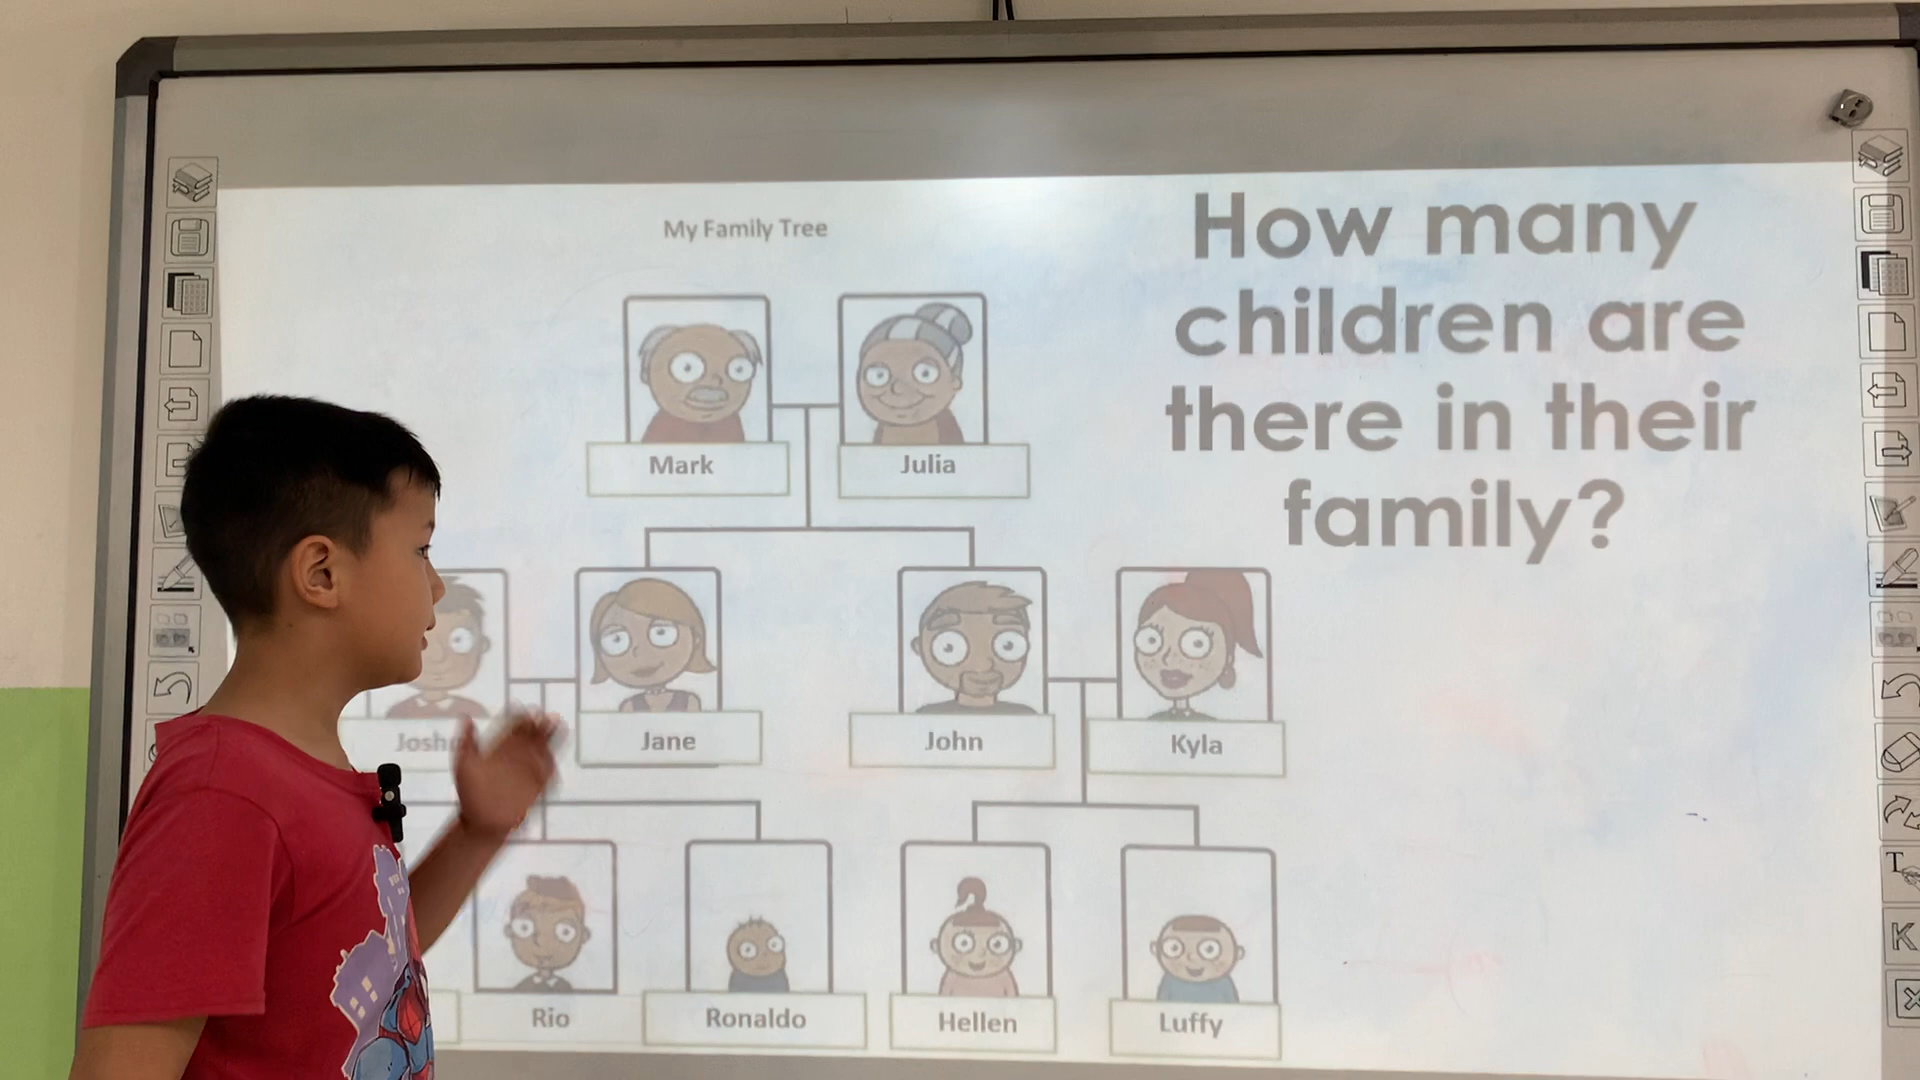 My Family Tree
How many
children are
there in their
family?
Mark
Julia
Jane
John
Kyla
Rio
Ronaldo
Hellen
Luffy
T
K